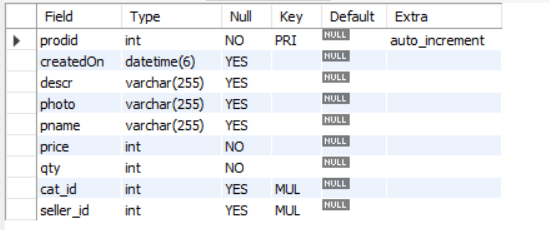 Field Type Null Key Default Extra
prodid int NO PRI NULL auto_increment
createdOn datetime(6) YES NULL
descr varchar(255) YES NULL
photo varchar(255) YES NULL
pname varchar(255) YES NULL
price int NO NULL
qty int NO NULL
cat_id int YES MUL NULL
seller_id int YES MUL NULL